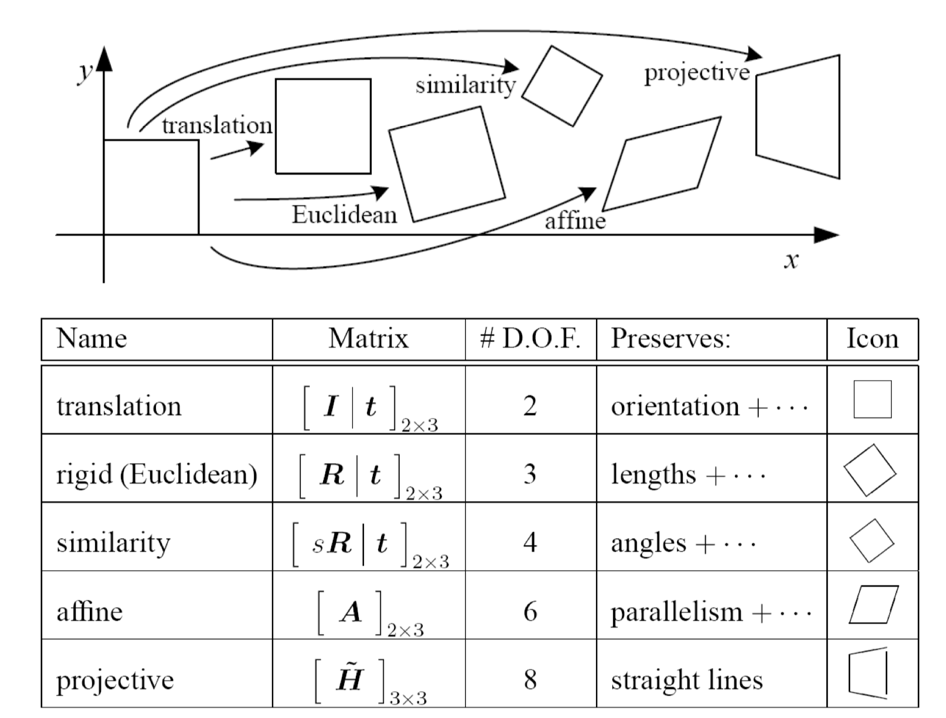 y
similarity
projective
translation
Euclidean
affine
x
Name Matrix # D.O.F. Preserves: Icon
translation [ I | t ]2×3 2 orientation + · · ·
rigid (Euclidean) [ R | t ]2×3 3 lengths + · · ·
similarity [ sR | t ]2×3 4 angles + · · ·
affine [ A ]2×3 6 parallelism + · · ·
projective [ H̃ ]3×3 8 straight lines